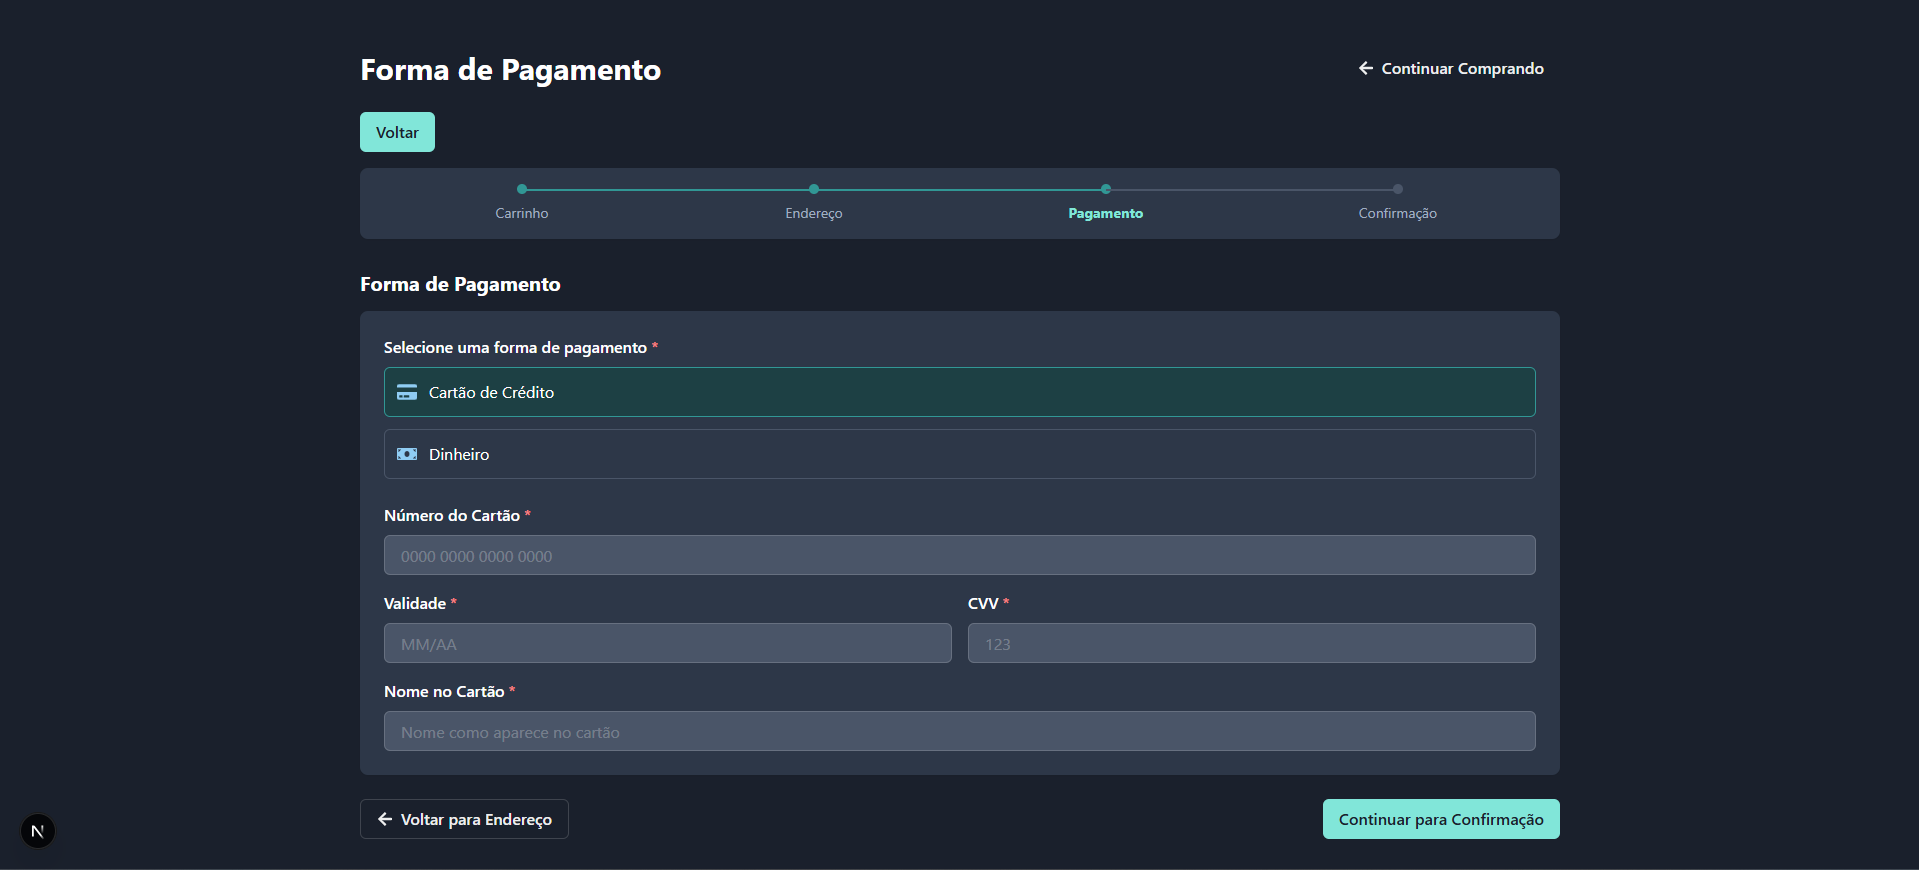 Forma de Pagamento
← Continuar Comprando
Voltar
Carrinho
Endereço
Pagamento
Confirmação
Forma de Pagamento
Selecione uma forma de pagamento *
Cartão de Crédito
Dinheiro
Número do Cartão *
0000 0000 0000 0000
Validade *
CVV *
MM/AA
123
Nome no Cartão *
Nome como aparece no cartão
← Voltar para Endereço
Continuar para Confirmação
N